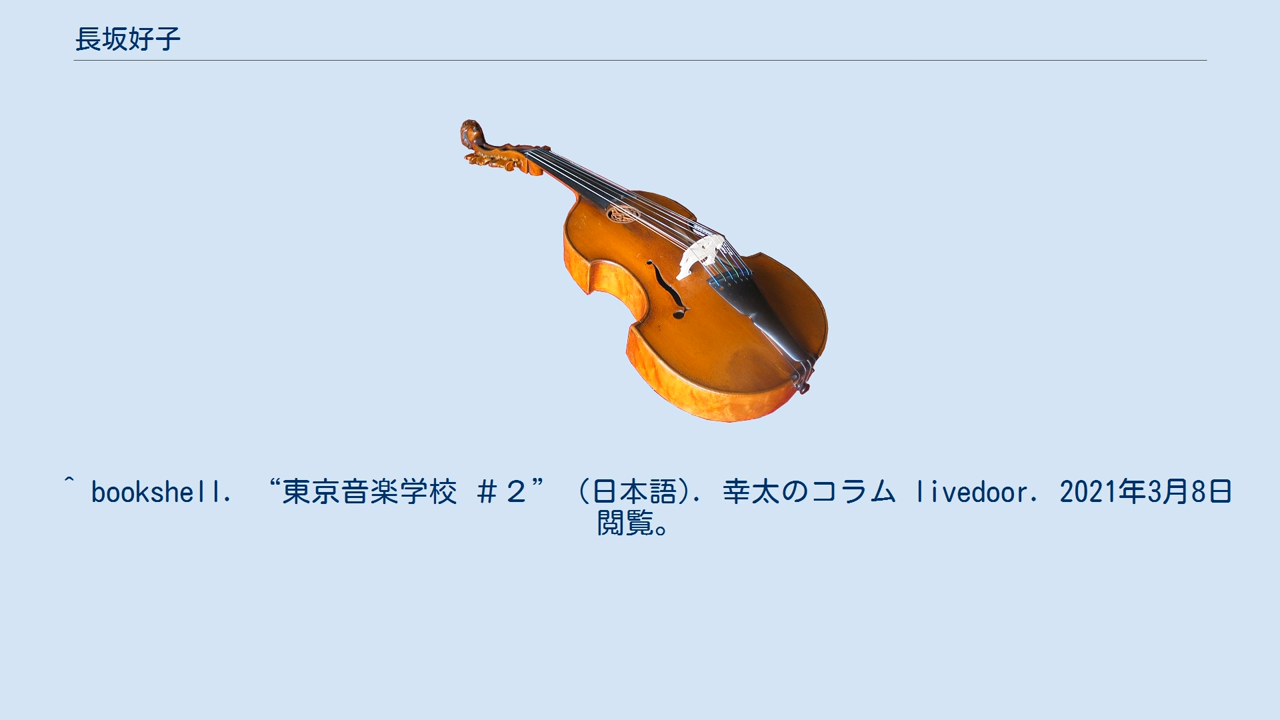 長坂好子
^ bookshell. “東京音楽学校 ＃２” (日本語). 幸太のコラム livedoor. 2021年3月8日
閲覧。